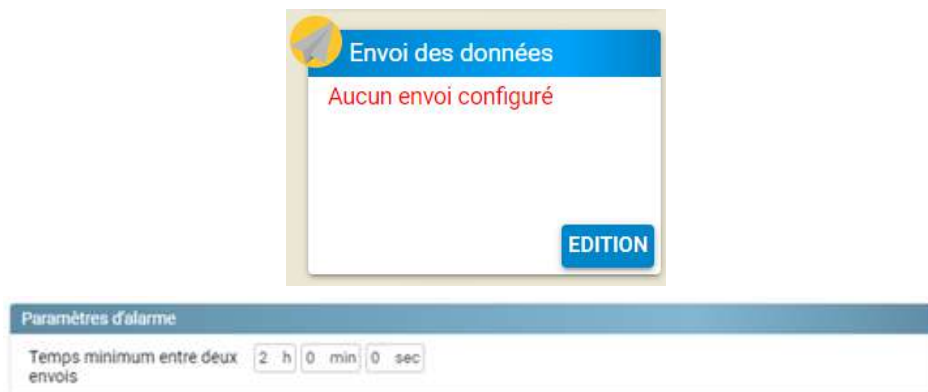 Envoi des données
Aucun envoi configuré
EDITION
Paramètres d'alarme
Temps minimum entre deux envois 2 h 0 min 0 sec